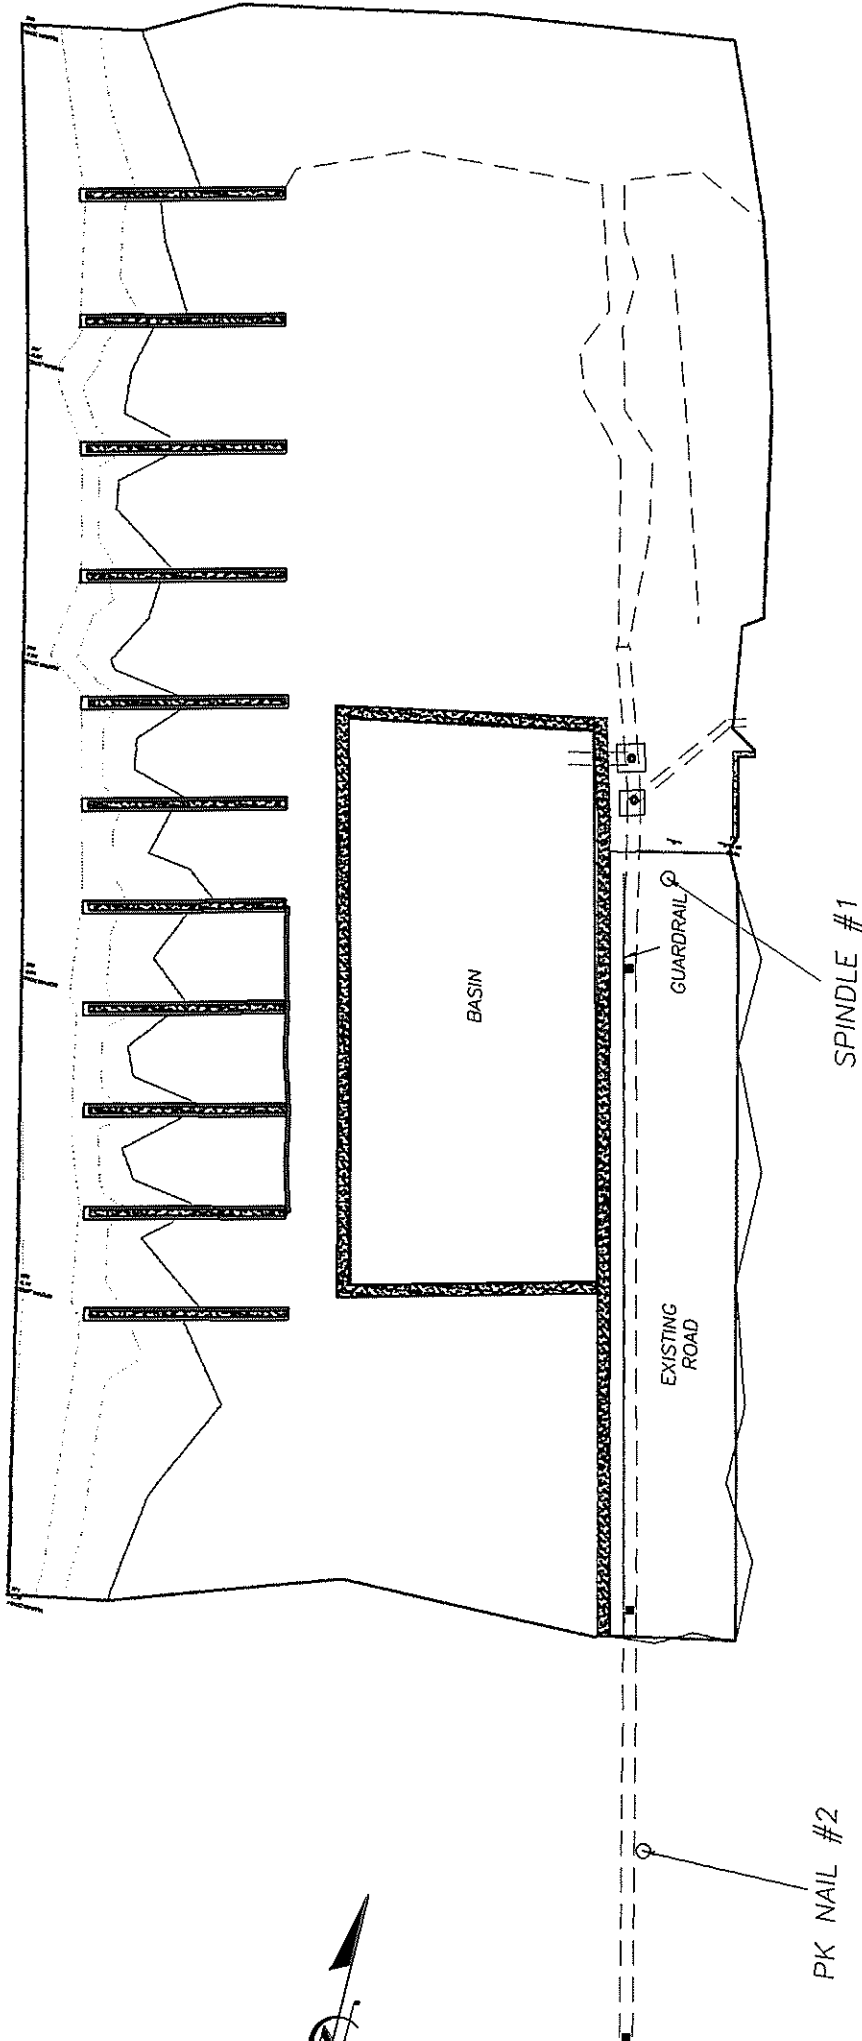 BASIN
GUARDRAIL
SPINDLE #1
EXISTING
ROAD
PK NAIL #2